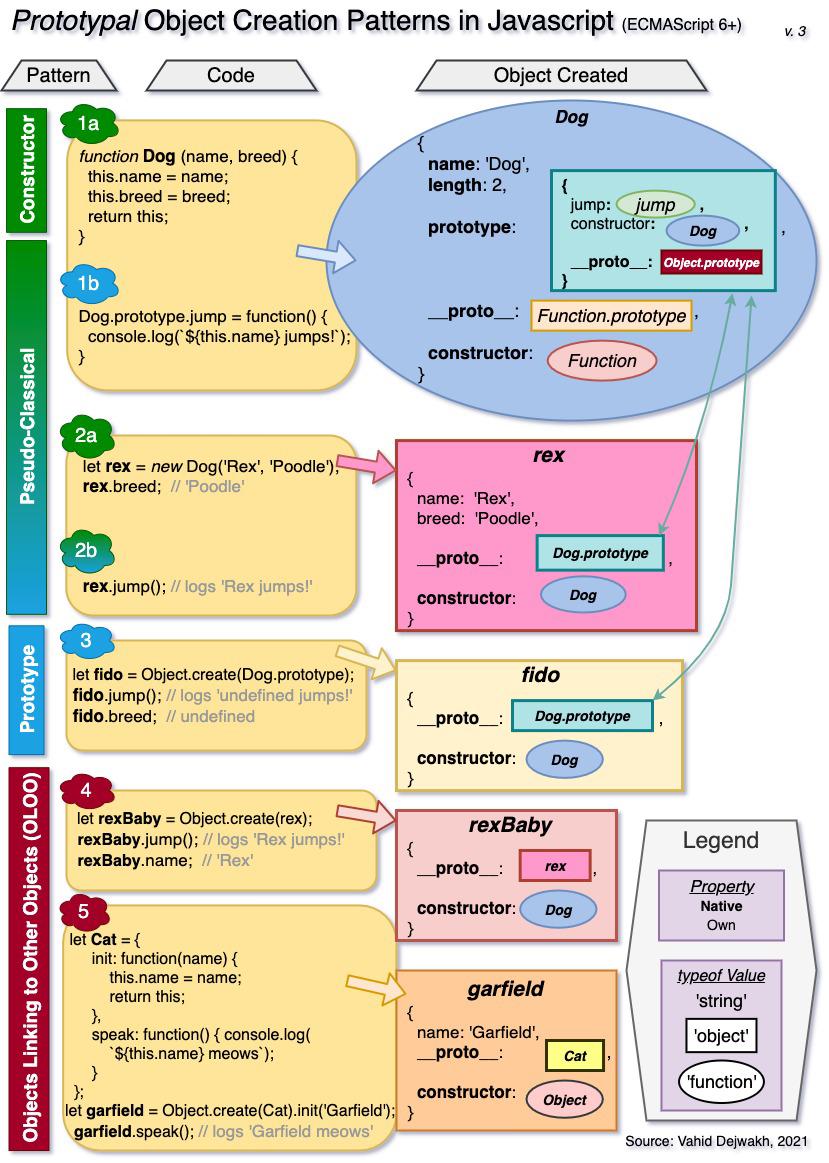 Prototypal Object Creation Patterns in Javascript (ECMAScript 6+)
v. 3
Pattern
Code
Object Created
Constructor
1a
function Dog (name, breed) {
this.name = name;
this.breed = breed;
return this;
}
Pseudo-Classical
1b
Dog.prototype.jump = function() {
console.log(`${this.name} jumps!`);
}
Dog
{
name: 'Dog',
length: 2,
prototype:
{
jump: jump ,
constructor: Dog ,
__proto__: Object.prototype
}
,
__proto__: Function.prototype ,
constructor: Function
}
2a
let rex = new Dog('Rex', 'Poodle');
rex.breed; // 'Poodle'
2b
rex.jump(); // logs 'Rex jumps!'
rex
{
name: 'Rex',
breed: 'Poodle',
__proto__: Dog.prototype ,
constructor: Dog
}
Prototype
3
let fido = Object.create(Dog.prototype);
fido.jump(); // logs 'undefined jumps!'
fido.breed; // undefined
fido
{
__proto__: Dog.prototype ,
constructor: Dog
}
Objects Linking to Other Objects (OLOO)
4
let rexBaby = Object.create(rex);
rexBaby.jump(); // logs 'Rex jumps!'
rexBaby.name; // 'Rex'
rexBaby
{
__proto__: rex ,
constructor: Dog
}
5
let Cat = {
init: function(name) {
this.name = name;
return this;
},
speak: function() { console.log(
`${this.name} meows`);
}
};
let garfield = Object.create(Cat).init('Garfield');
garfield.speak(); // logs 'Garfield meows'
garfield
{
name: 'Garfield',
__proto__: Cat ,
constructor: Object
}
Legend
Property
Native
Own
typeof Value
'string'
'object'
'function'
Source: Vahid Dejwakh, 2021